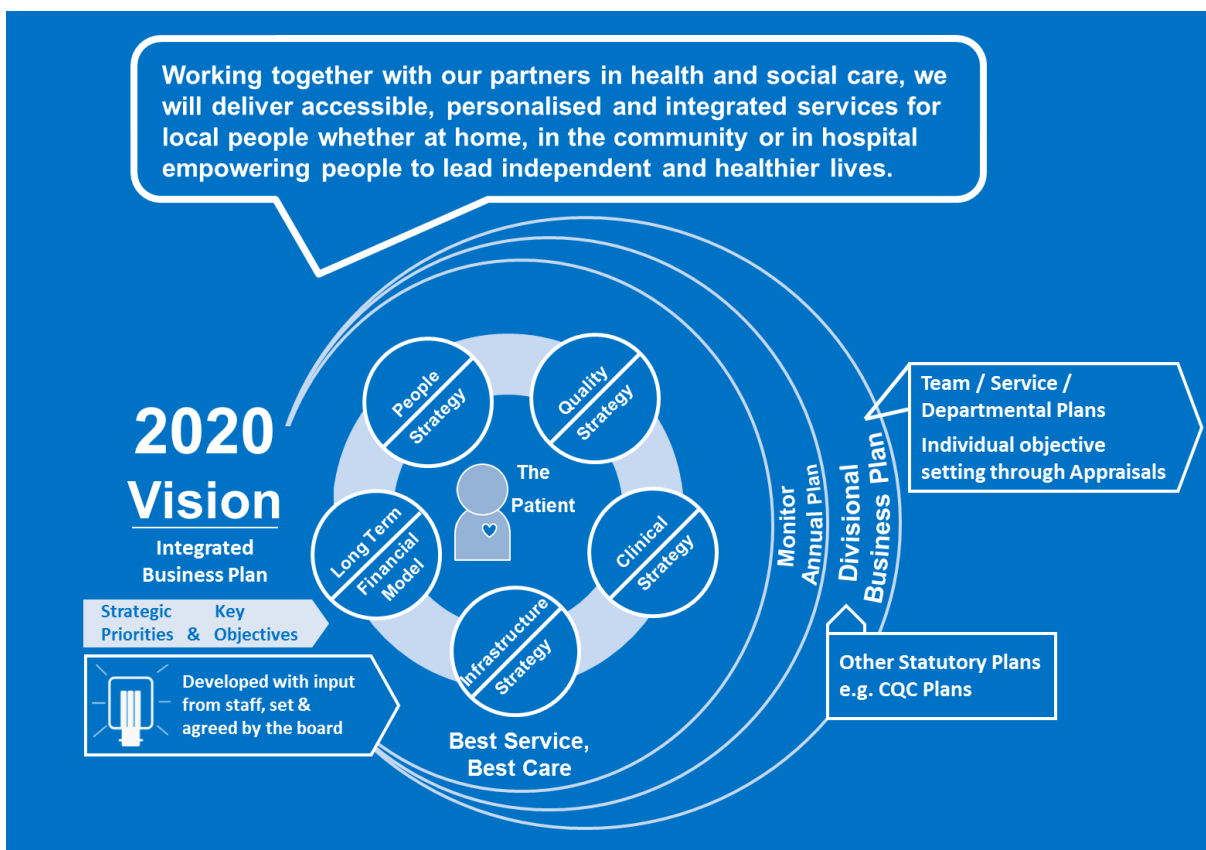 Working together with our partners in health and social care, we
will deliver accessible, personalised and integrated services for
local people whether at home, in the community or in hospital
empowering people to lead independent and healthier lives.
2020
Vision
Integrated
Business Plan
Strategic Key
Priorities & Objectives
Developed with input
from staff, set &
agreed by the board
People
Strategy
Quality
Strategy
The
Patient
Long Term
Financial
Model
Clinical
Strategy
Infrastructure
Strategy
Best Service,
Best Care
Monitor
Annual Plan
Divisional
Business Plan
Team / Service /
Departmental Plans
Individual objective
setting through Appraisals
Other Statutory Plans
e.g. CQC Plans